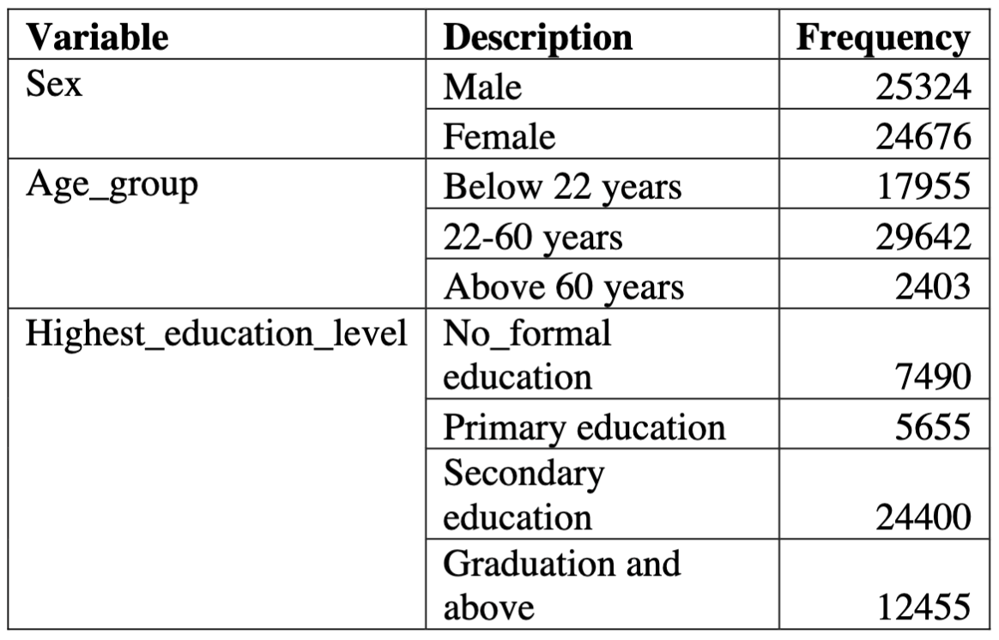 Variable Description Frequency
Sex Male 25324
Female 24676
Age_group Below 22 years 17955
22-60 years 29642
Above 60 years 2403
Highest_education_level No_formal
education 7490
Primary education 5655
Secondary
education 24400
Graduation and
above 12455